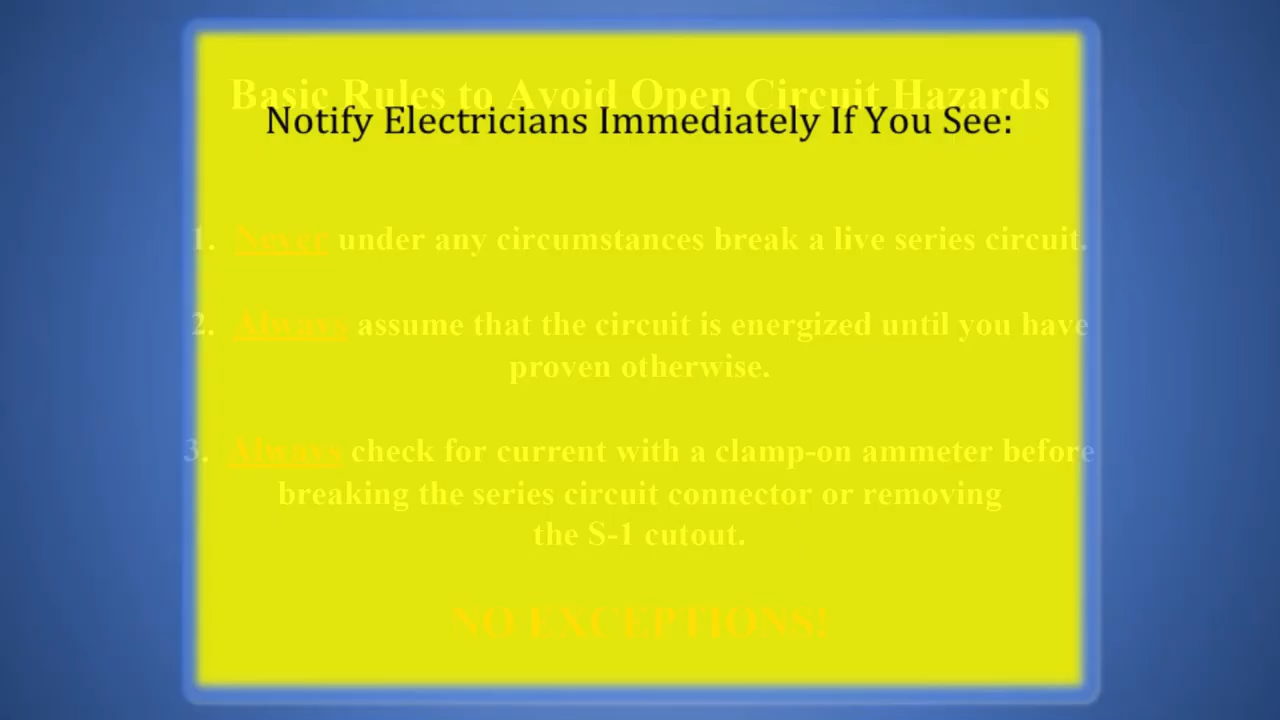 Basic Rules to Avoid Open Circuit Hazards
Notify Electricians Immediately If You See:
1. Never under any circumstances break a live series circuit.
2. Always assume that the circuit is energized until you have
proven otherwise.
3. Always check for current with a clamp-on ammeter before
breaking the series circuit connector or removing
the S-1 cutout.
NO EXCEPTIONS!